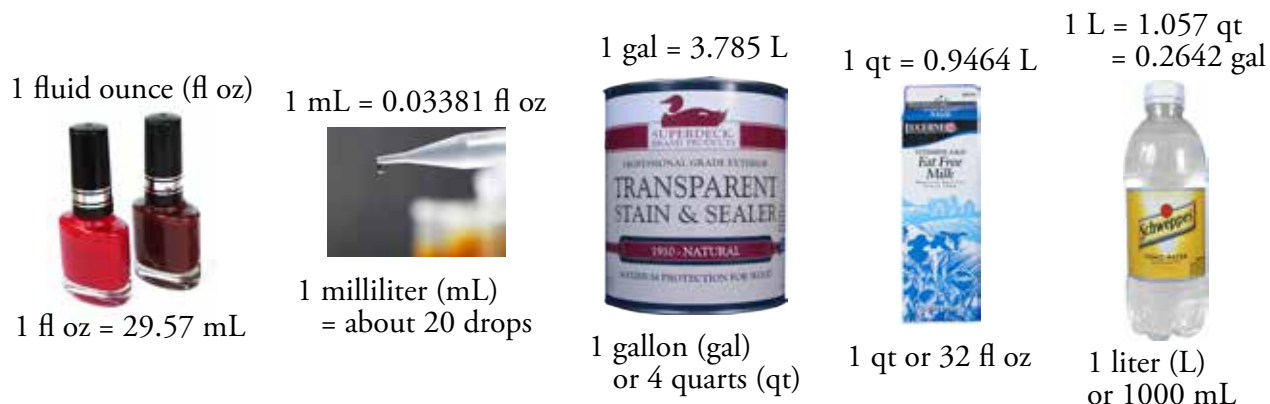 1 fluid ounce (fl oz)
1 fl oz = 29.57 mL
1 mL = 0.03381 fl oz
1 milliliter (mL)
= about 20 drops
1 gal = 3.785 L
SUPERDECK
BRAND PRODUCTS
PROFESSIONAL GRADE EXTERIOR
TRANSPARENT
STAIN & SEALER
1910 - NATURAL
MAXIMUM PROTECTION FOR WOOD
1 gallon (gal)
or 4 quarts (qt)
1 qt = 0.9464 L
LUCERNE
Fat Free
Milk
1 qt or 32 fl oz
1 L = 1.057 qt
= 0.2642 gal
Schweppes
1 liter (L)
or 1000 mL